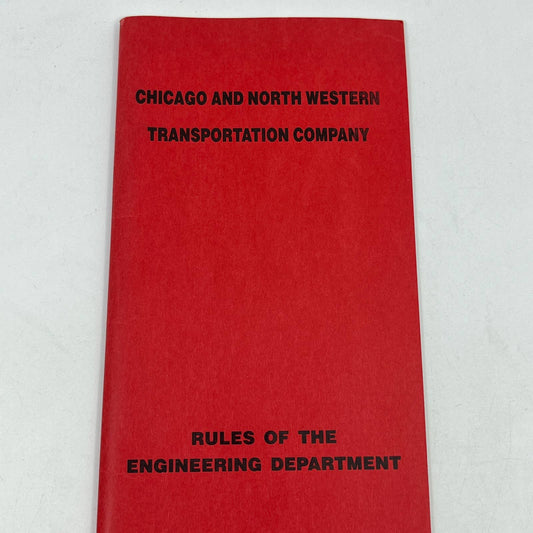 CHICAGO AND NORTH WESTERN
TRANSPORTATION COMPANY
RULES OF THE
ENGINEERING DEPARTMENT